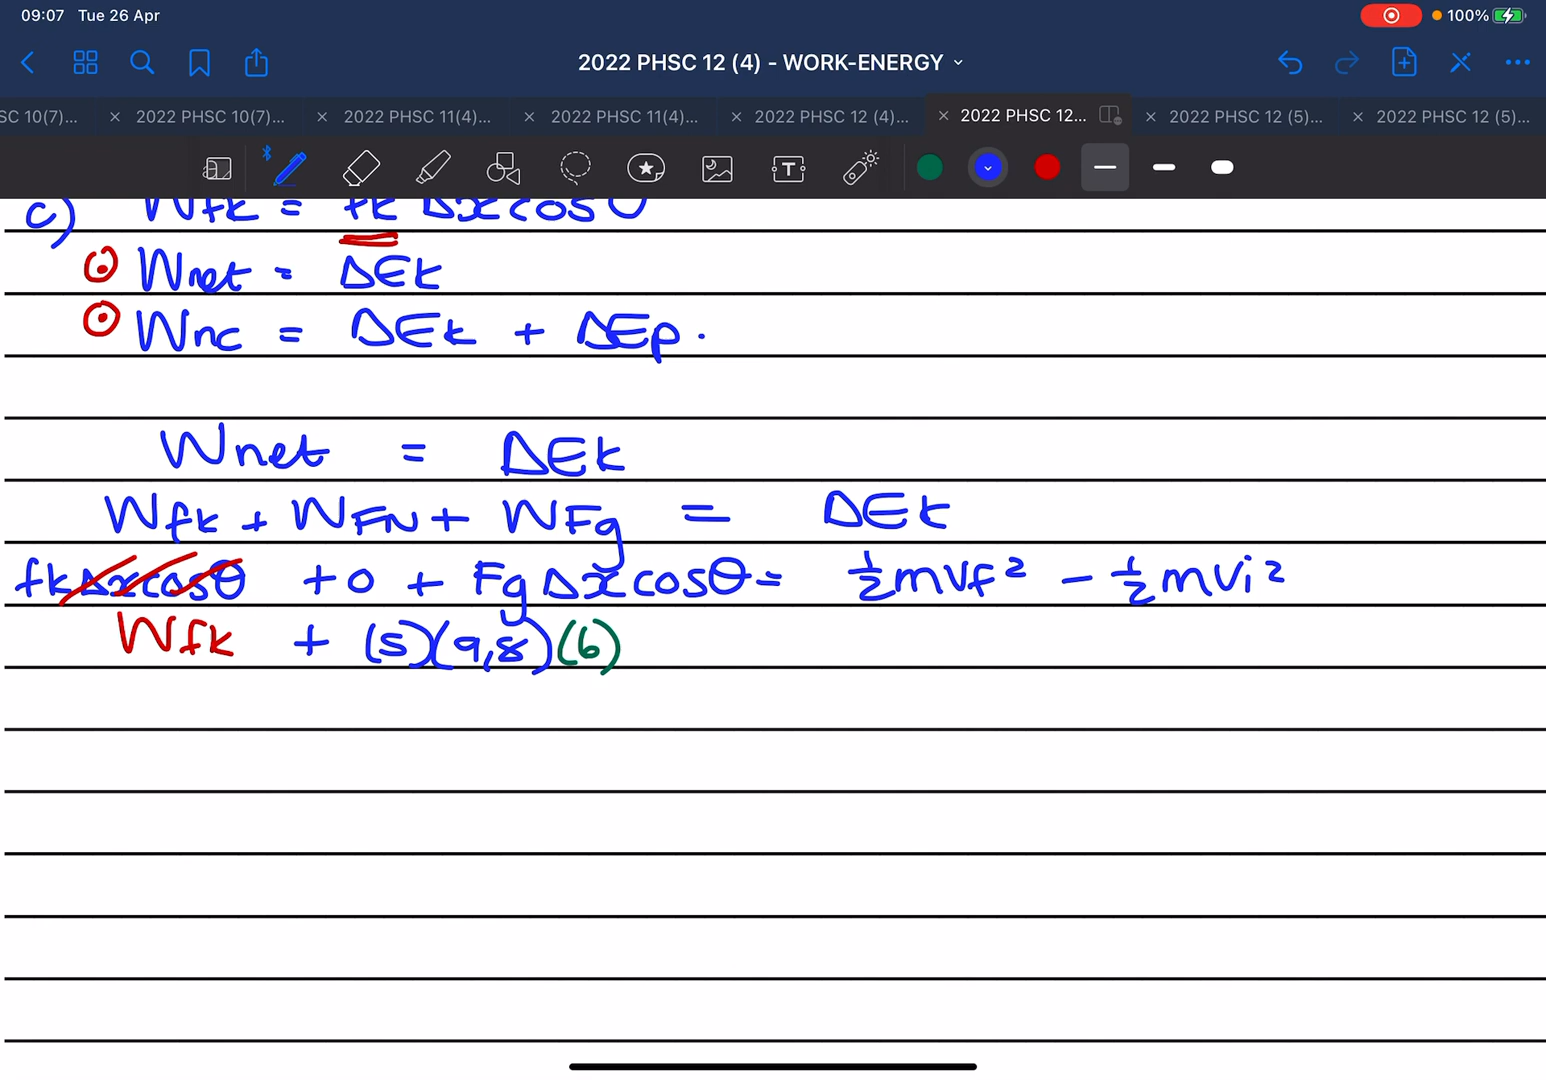 09:07 Tue 26 Apr
100%
2022 PHSC 12 (4) - WORK-ENERGY
SC 10(7)... × 2022 PHSC 10(7)... × 2022 PHSC 11(4)... × 2022 PHSC 11(4)... × 2022 PHSC 12 (4)... × 2022 PHSC 12... × 2022 PHSC 12 (5)... × 2022 PHSC 12 (5)...
T
c) Wfk = fk Δx cosθ
Wnet = ΔEk
Wnc = ΔEk + ΔEp.
Wnet = ΔEk
Wfk + WFN + WFg = ΔEk
fkΔxcosθ + 0 + FgΔxcosθ = ½mvf² - ½mvi²
Wfk + (5)(9,8)(6)